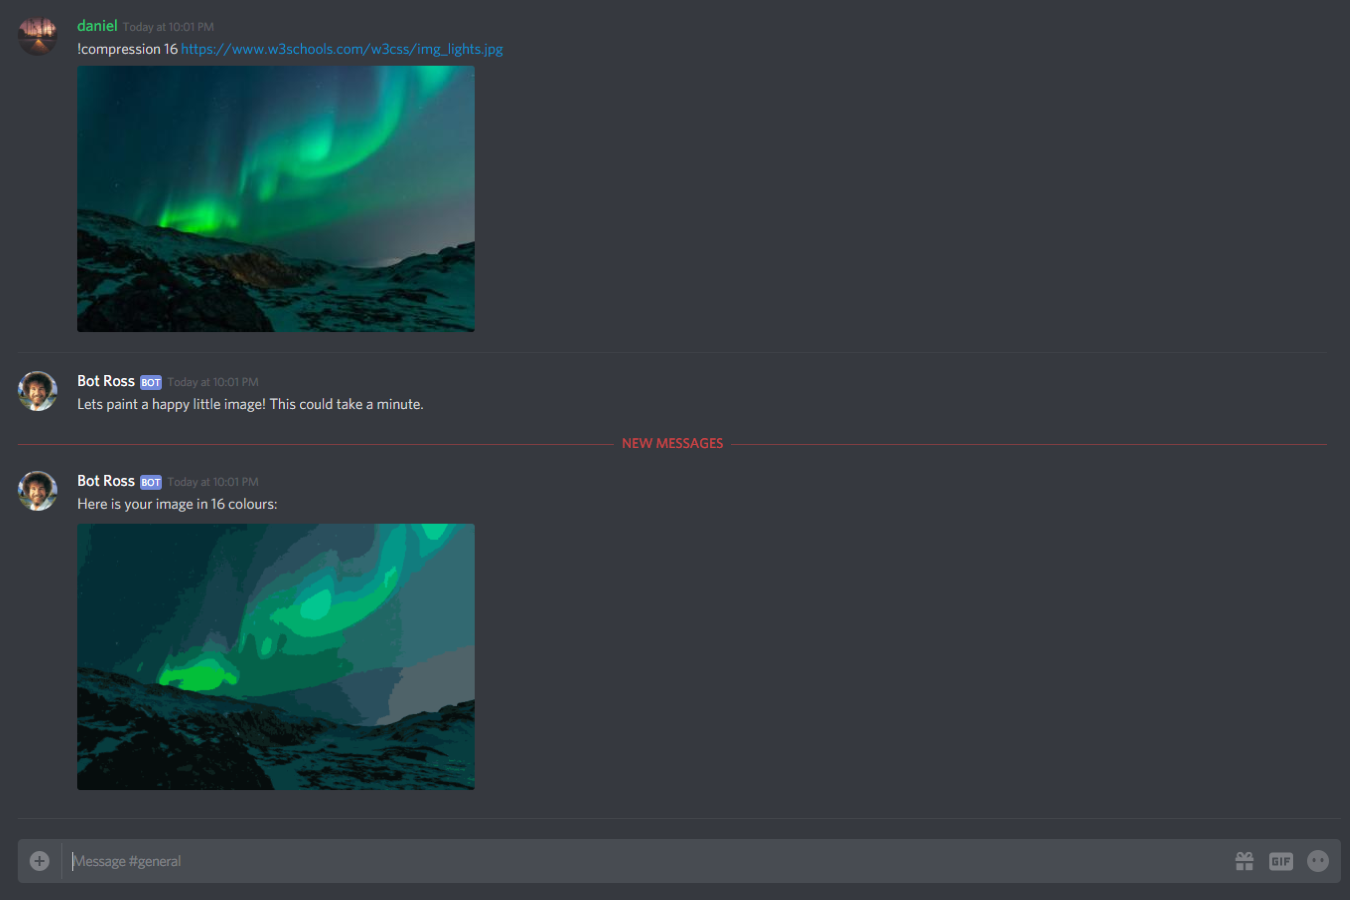 daniel Today at 10:01 PM
!compression 16 https://www.w3schools.com/w3css/img_lights.jpg
Bot Ross BOT Today at 10:01 PM
Lets paint a happy little image! This could take a minute.
NEW MESSAGES
Bot Ross BOT Today at 10:01 PM
Here is your image in 16 colours:
Message #general
GIF